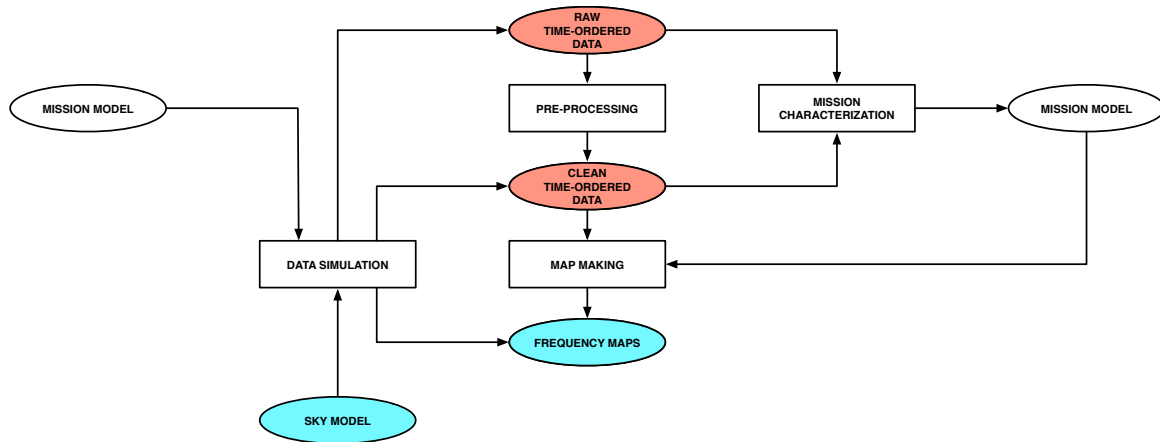 RAW
TIME-ORDERED
DATA
MISSION MODEL
PRE-PROCESSING
MISSION
CHARACTERIZATION
MISSION MODEL
CLEAN
TIME-ORDERED
DATA
DATA SIMULATION
MAP MAKING
FREQUENCY MAPS
SKY MODEL